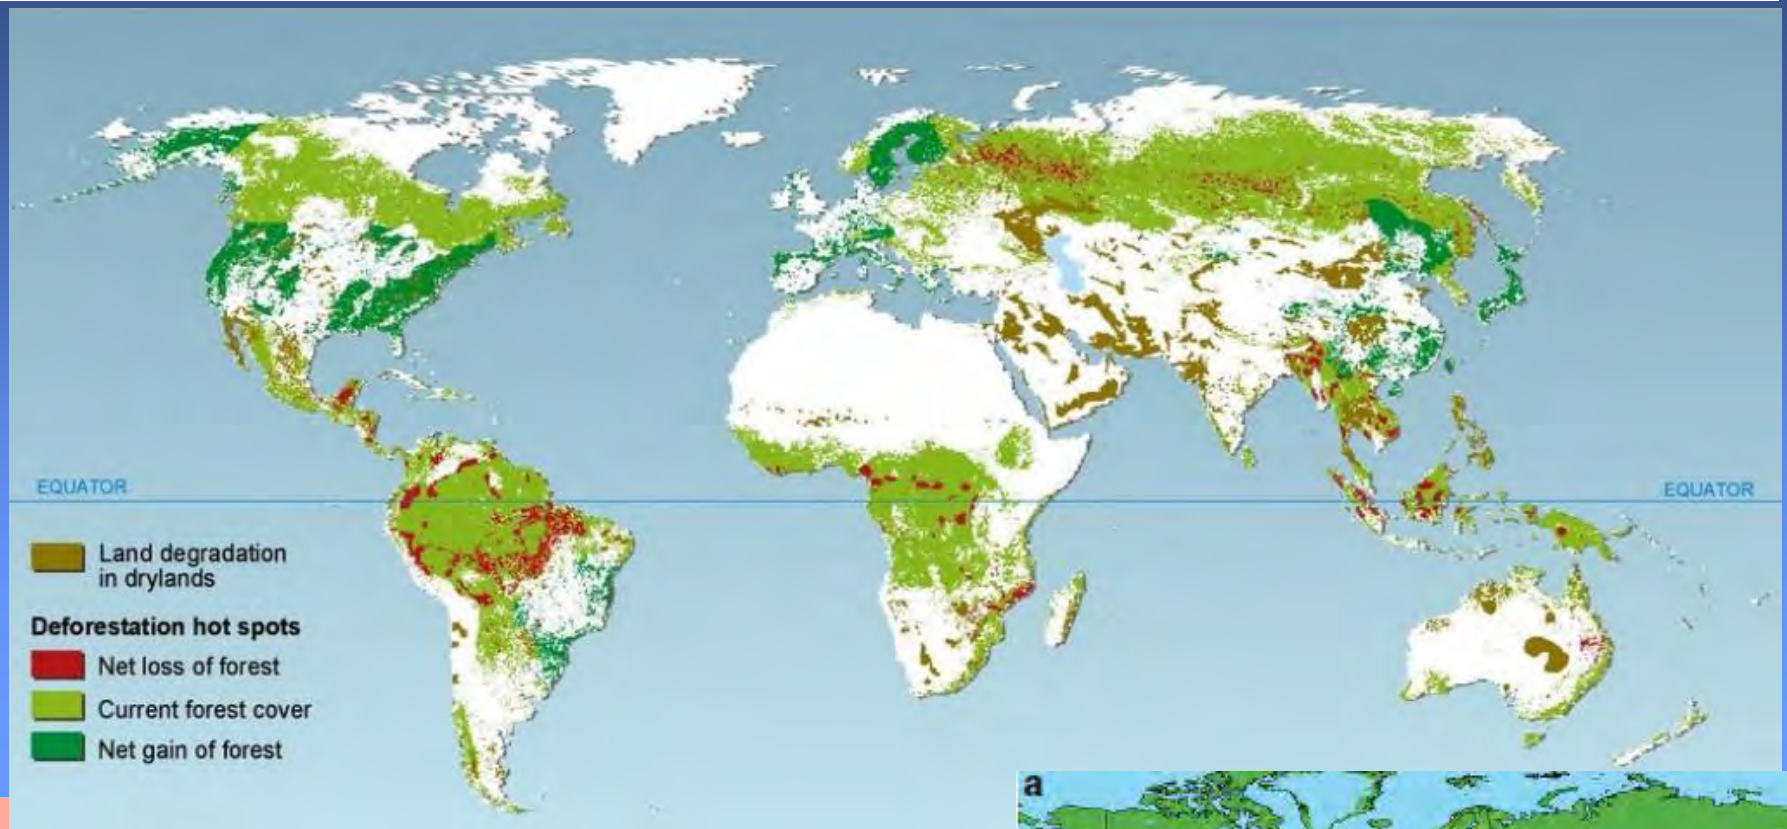 EQUATOR
EQUATOR
Land degradation
in drylands
Deforestation hot spots
Net loss of forest
Current forest cover
Net gain of forest
a